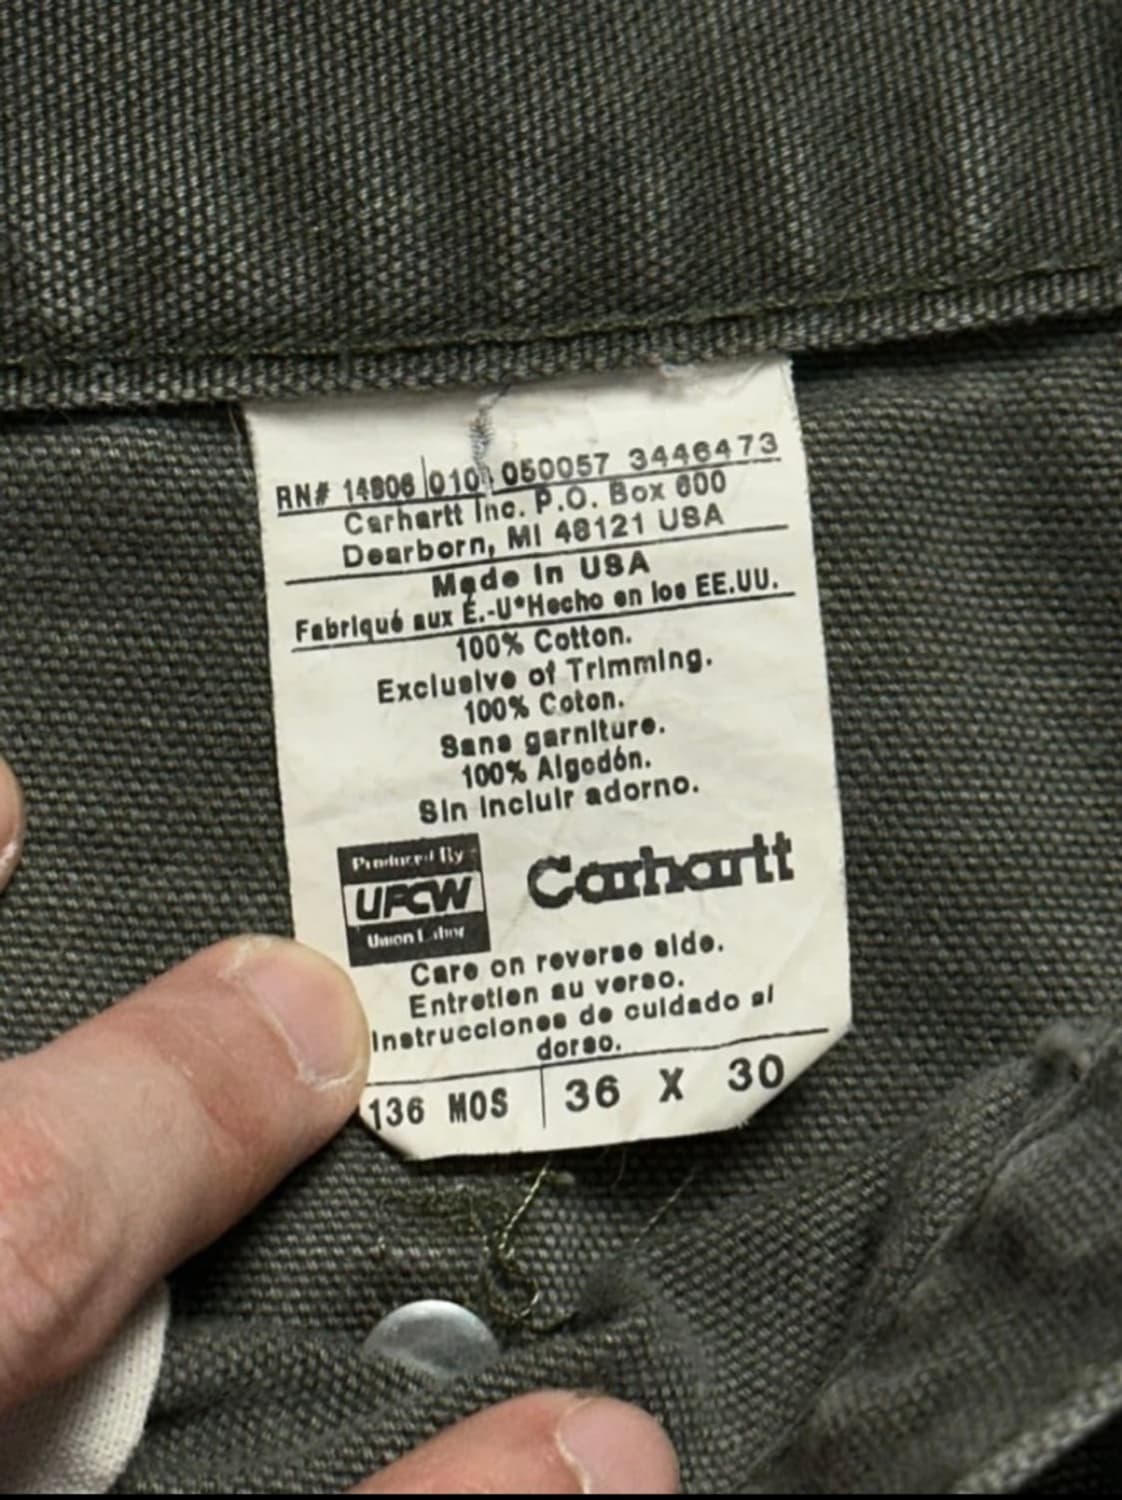 RN# 14806 010 050057 3446473
Carhartt Inc. P.O. Box 600
Dearborn, MI 48121 USA
Made in USA
Fabriqué aux É.-U*Hecho en los EE.UU.
100% Cotton.
Exclusive of Trimming.
100% Coton.
Sans garniture.
100% Algodón.
Sin incluir adorno.
Produced By
UFCW
Union Labor
Carhartt
Care on reverse side.
Entretien au verso.
Instrucciones de cuidado al
dorso.
136 MOS 36 X 30